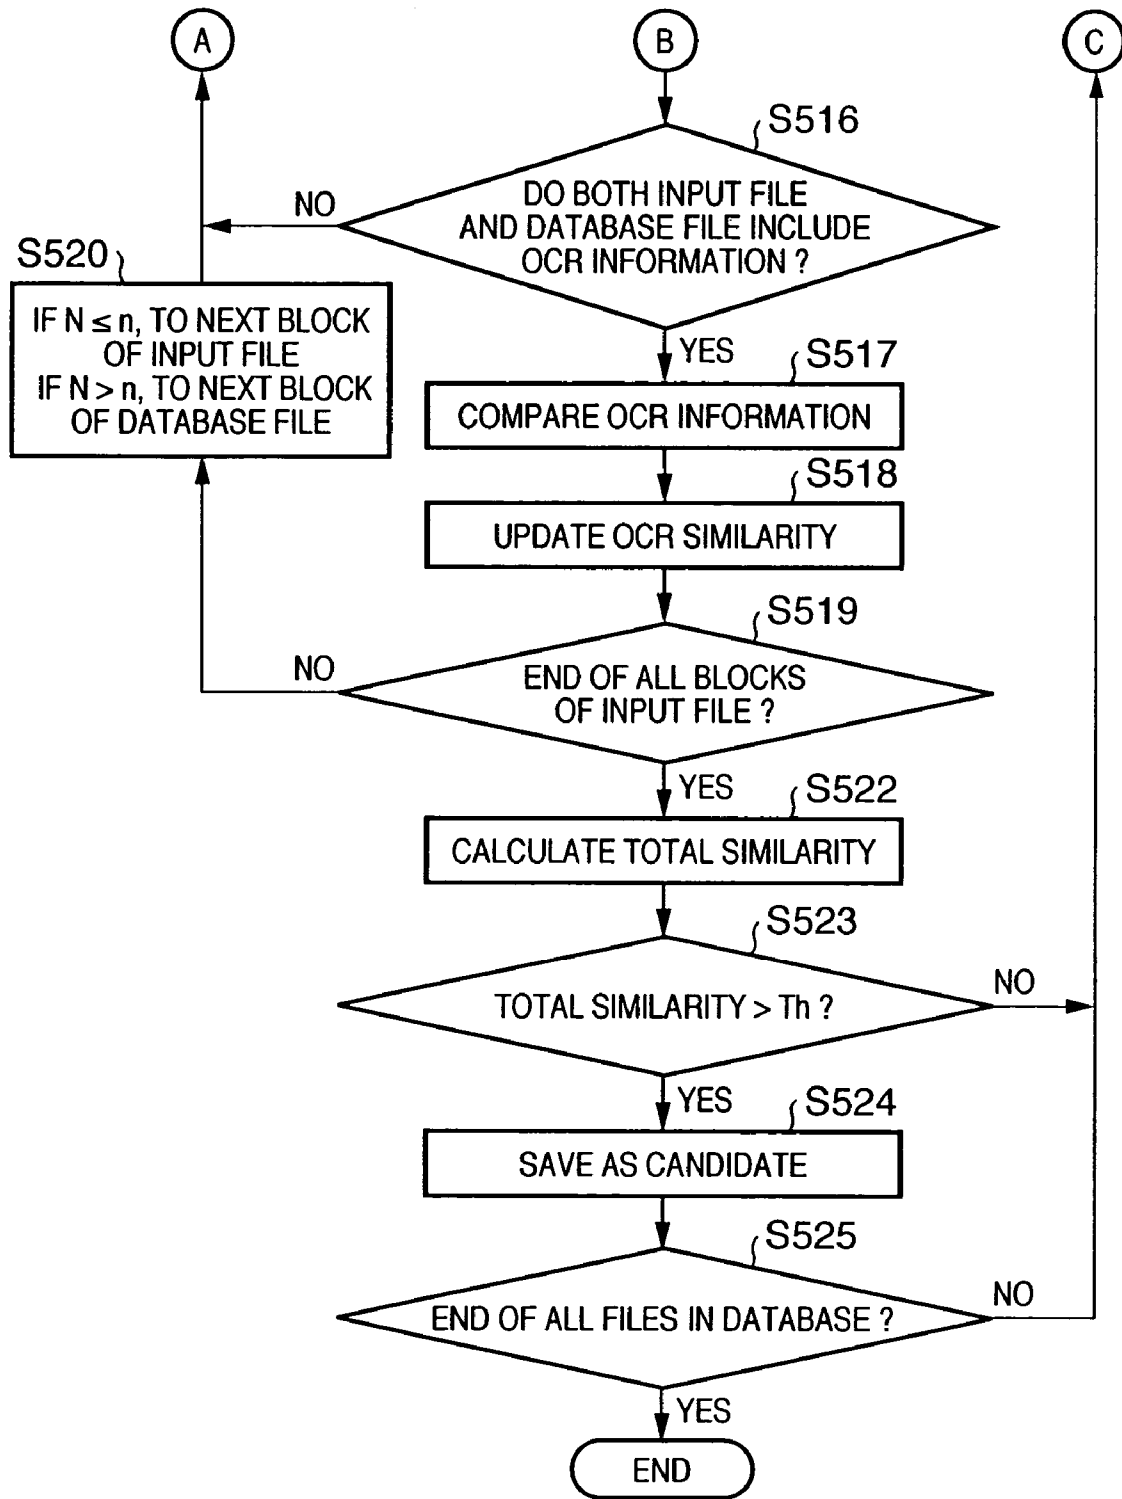 A
B
C
S516
DO BOTH INPUT FILE
AND DATABASE FILE INCLUDE
OCR INFORMATION ?
NO
S520
IF N ≤ n, TO NEXT BLOCK
OF INPUT FILE
IF N > n, TO NEXT BLOCK
OF DATABASE FILE
YES
S517
COMPARE OCR INFORMATION
S518
UPDATE OCR SIMILARITY
S519
NO
END OF ALL BLOCKS
OF INPUT FILE ?
YES
S522
CALCULATE TOTAL SIMILARITY
S523
TOTAL SIMILARITY > Th ?
NO
YES
S524
SAVE AS CANDIDATE
S525
END OF ALL FILES IN DATABASE ?
NO
YES
END